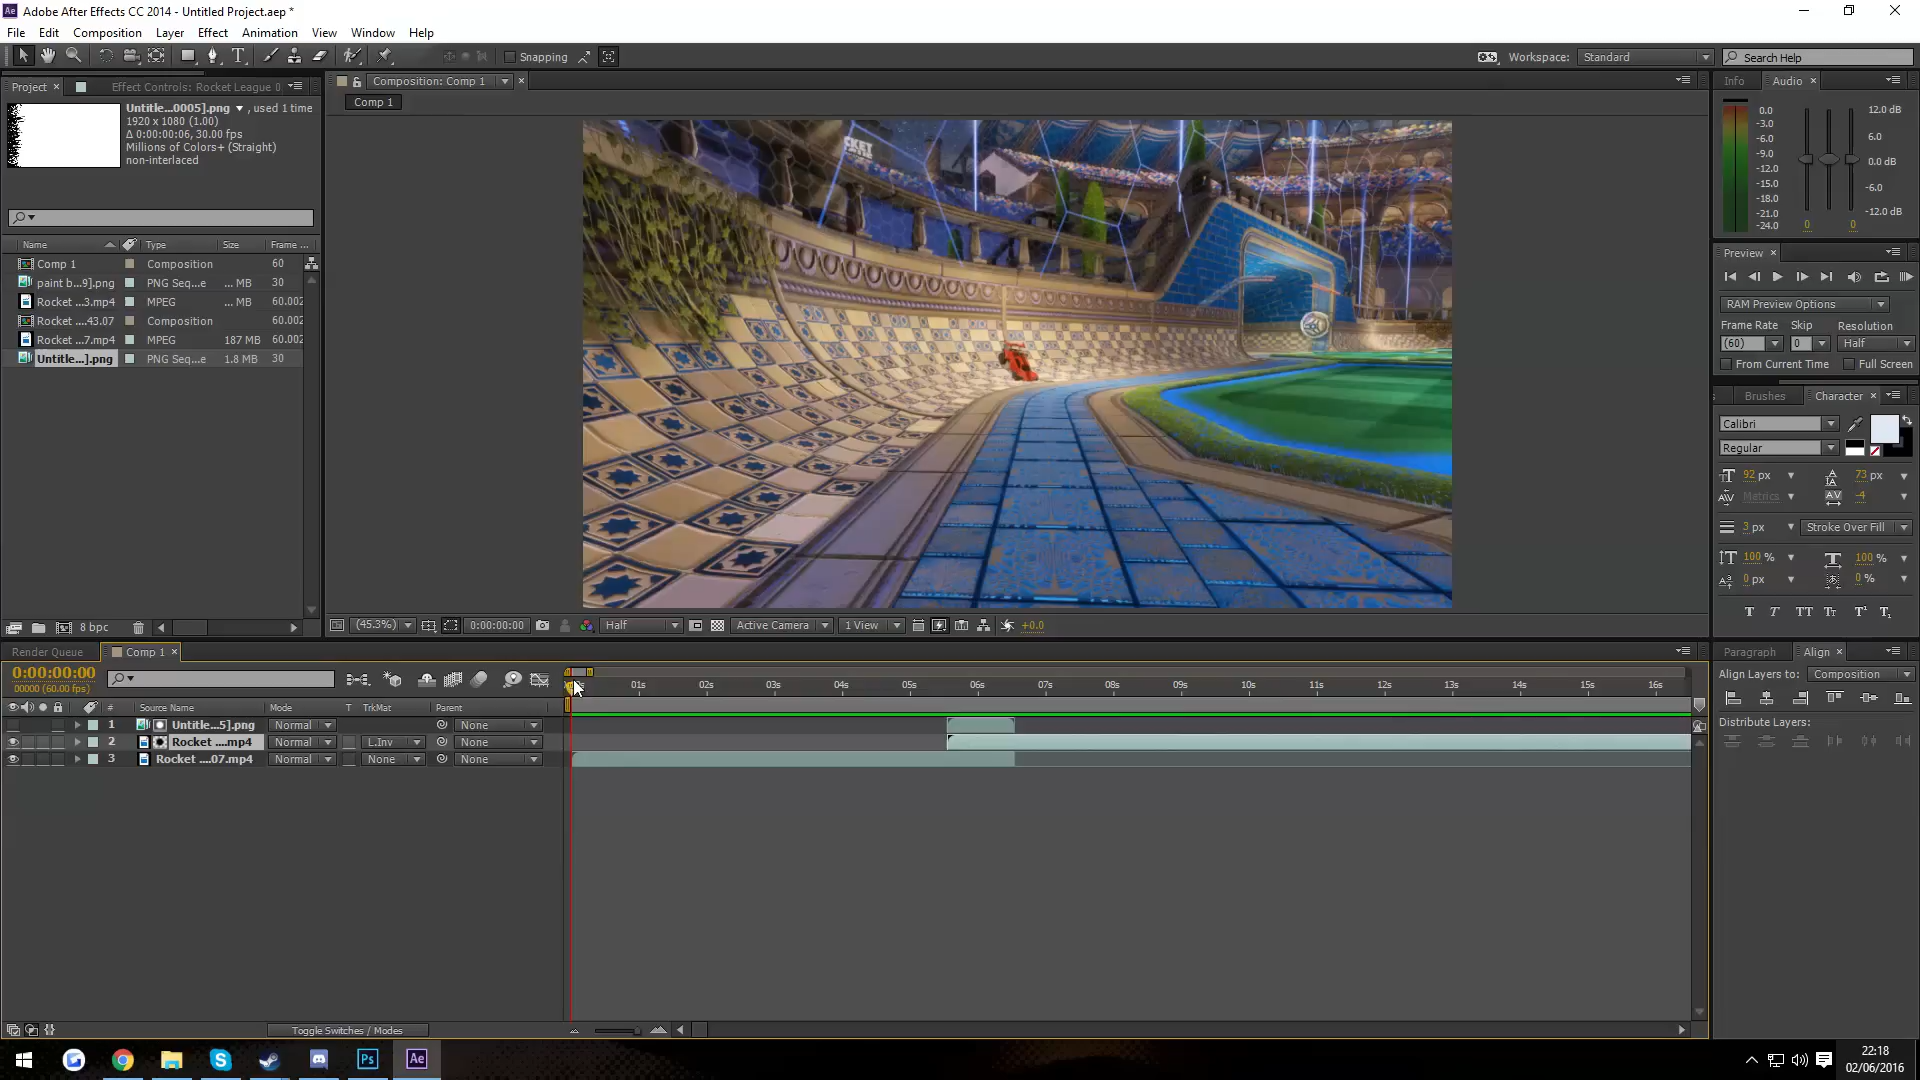 Adobe After Effects CC 2014 - Untitled Project.aep *
File Edit Composition Layer Effect Animation View Window Help
Snapping
Workspace: Standard
Search Help
Project
Effect Controls: Rocket League 0
Untitle...0005].png , used 1 time
1920 x 1080 (1.00)
Δ 0:00:00:06, 30.00 fps
Millions of Colors+ (Straight)
non-interlaced
Name Type Size Frame ...
Comp 1 Composition 60
paint b...9].png PNG Seq...e ... MB 30
Rocket ...3.mp4 MPEG ... MB 60.002
Rocket ....43.07 Composition 60.002
Rocket ...7.mp4 MPEG 187 MB 60.002
Untitle...].png PNG Seq...e 1.8 MB 30
8 bpc
Composition: Comp 1
Comp 1
(45.3%) 0:00:00:00 Half Active Camera 1 View +0.0
Info Audio
0.0
-3.0
-6.0
-9.0
-12.0
-15.0
-18.0
-21.0
-24.0
12.0 dB
6.0
0.0 dB
-6.0
-12.0 dB
0 0
Preview
RAM Preview Options
Frame Rate Skip Resolution
(60) 0 Half
From Current Time Full Screen
Brushes Character
Calibri
Regular
92 px 73 px
Metrics -4
3 px Stroke Over Fill
100 % 100 %
0 px 0 %
T T TT Tt T¹ T₁
Paragraph Align
Align Layers to: Composition
Distribute Layers:
Render Queue Comp 1
0:00:00:00
00000 (60.00 fps)
01s 02s 03s 04s 05s 06s 07s 08s 09s 10s 11s 12s 13s 14s 15s 16s
# Source Name Mode T TrkMat Parent
1 Untitle...5].png Normal None
2 Rocket ....mp4 Normal L.Inv None
3 Rocket ....07.mp4 Normal None None
Toggle Switches / Modes
22:18
02/06/2016